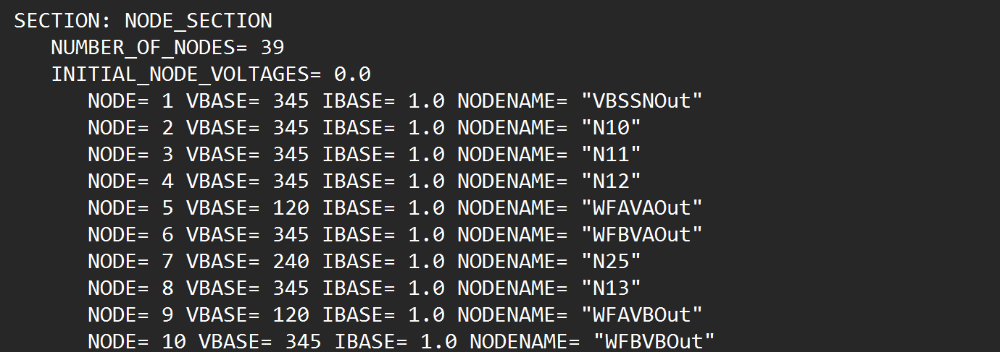 SECTION: NODE_SECTION
NUMBER_OF_NODES= 39
INITIAL_NODE_VOLTAGES= 0.0
NODE= 1 VBASE= 345 IBASE= 1.0 NODENAME= "VBSSNOut"
NODE= 2 VBASE= 345 IBASE= 1.0 NODENAME= "N10"
NODE= 3 VBASE= 345 IBASE= 1.0 NODENAME= "N11"
NODE= 4 VBASE= 345 IBASE= 1.0 NODENAME= "N12"
NODE= 5 VBASE= 120 IBASE= 1.0 NODENAME= "WFAVAOut"
NODE= 6 VBASE= 345 IBASE= 1.0 NODENAME= "WFBVAOut"
NODE= 7 VBASE= 240 IBASE= 1.0 NODENAME= "N25"
NODE= 8 VBASE= 345 IBASE= 1.0 NODENAME= "N13"
NODE= 9 VBASE= 120 IBASE= 1.0 NODENAME= "WFAVBOut"
NODE= 10 VBASE= 345 IBASE= 1.0 NODENAME= "WFBVBOut"